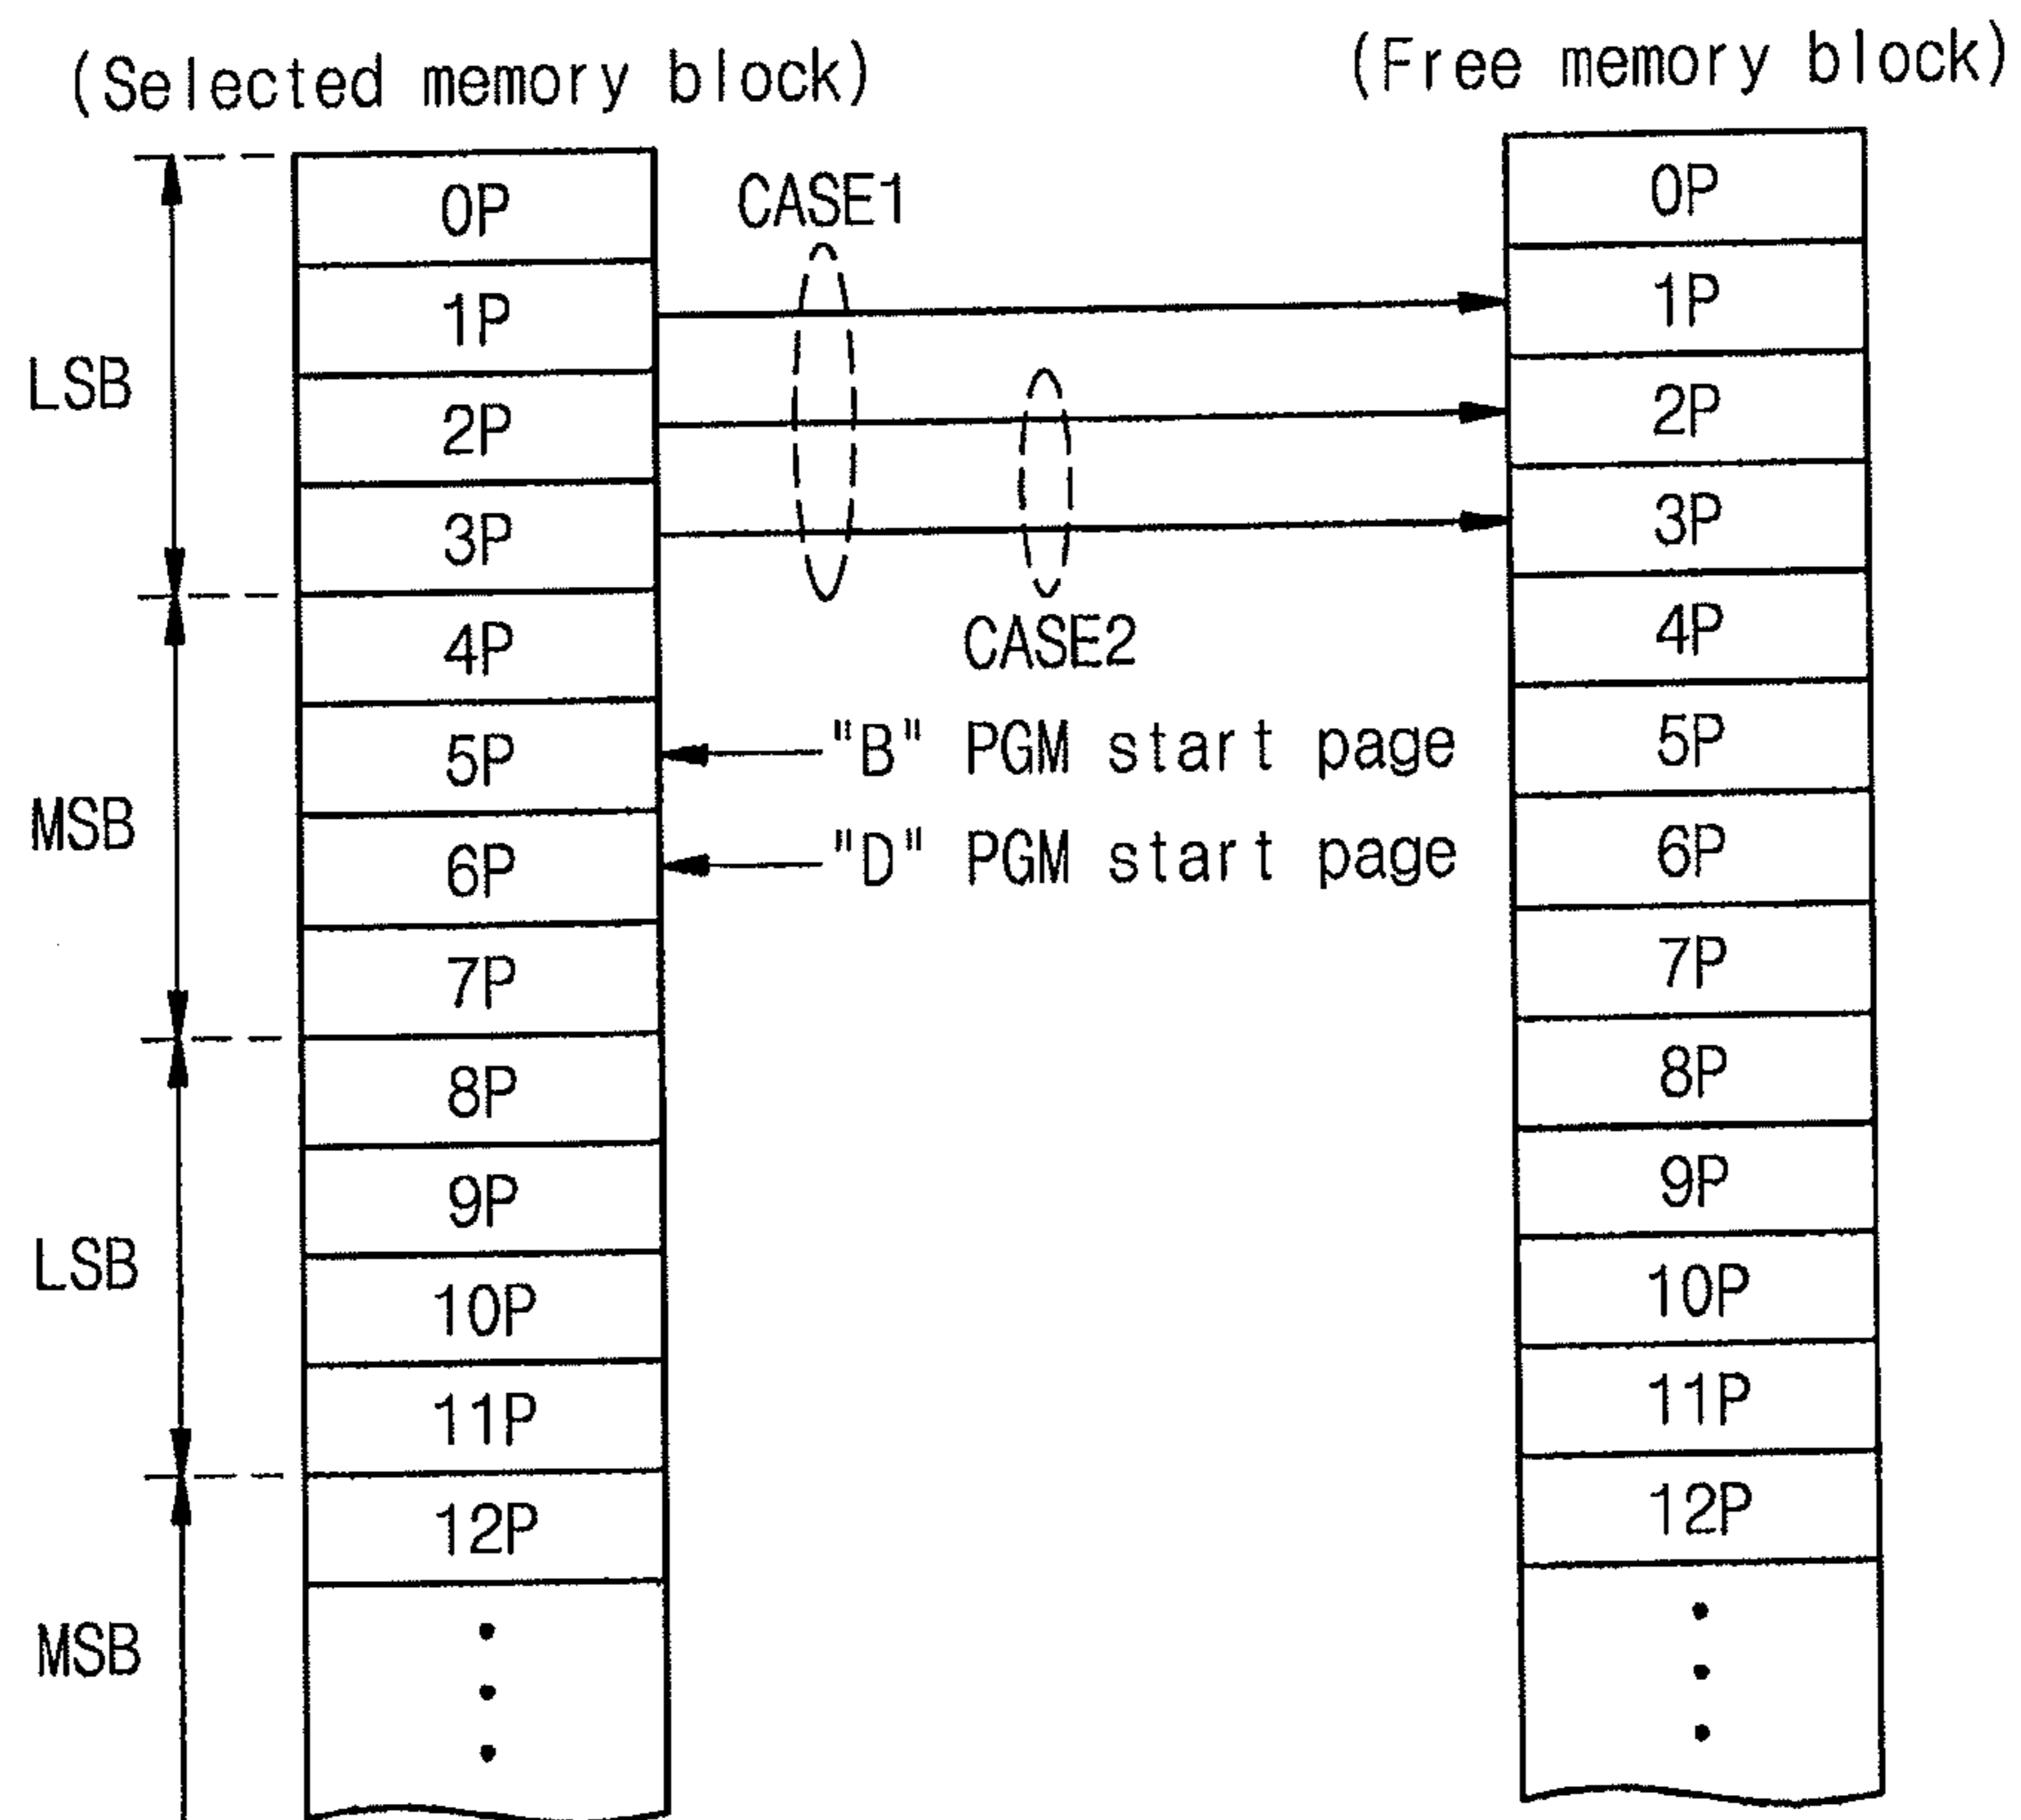 (Selected memory block)
(Free memory block)
LSB
MSB
LSB
MSB
0P
1P
2P
3P
4P
5P
6P
7P
8P
9P
10P
11P
12P
CASE1
CASE2
"B" PGM start page
"D" PGM start page
0P
1P
2P
3P
4P
5P
6P
7P
8P
9P
10P
11P
12P